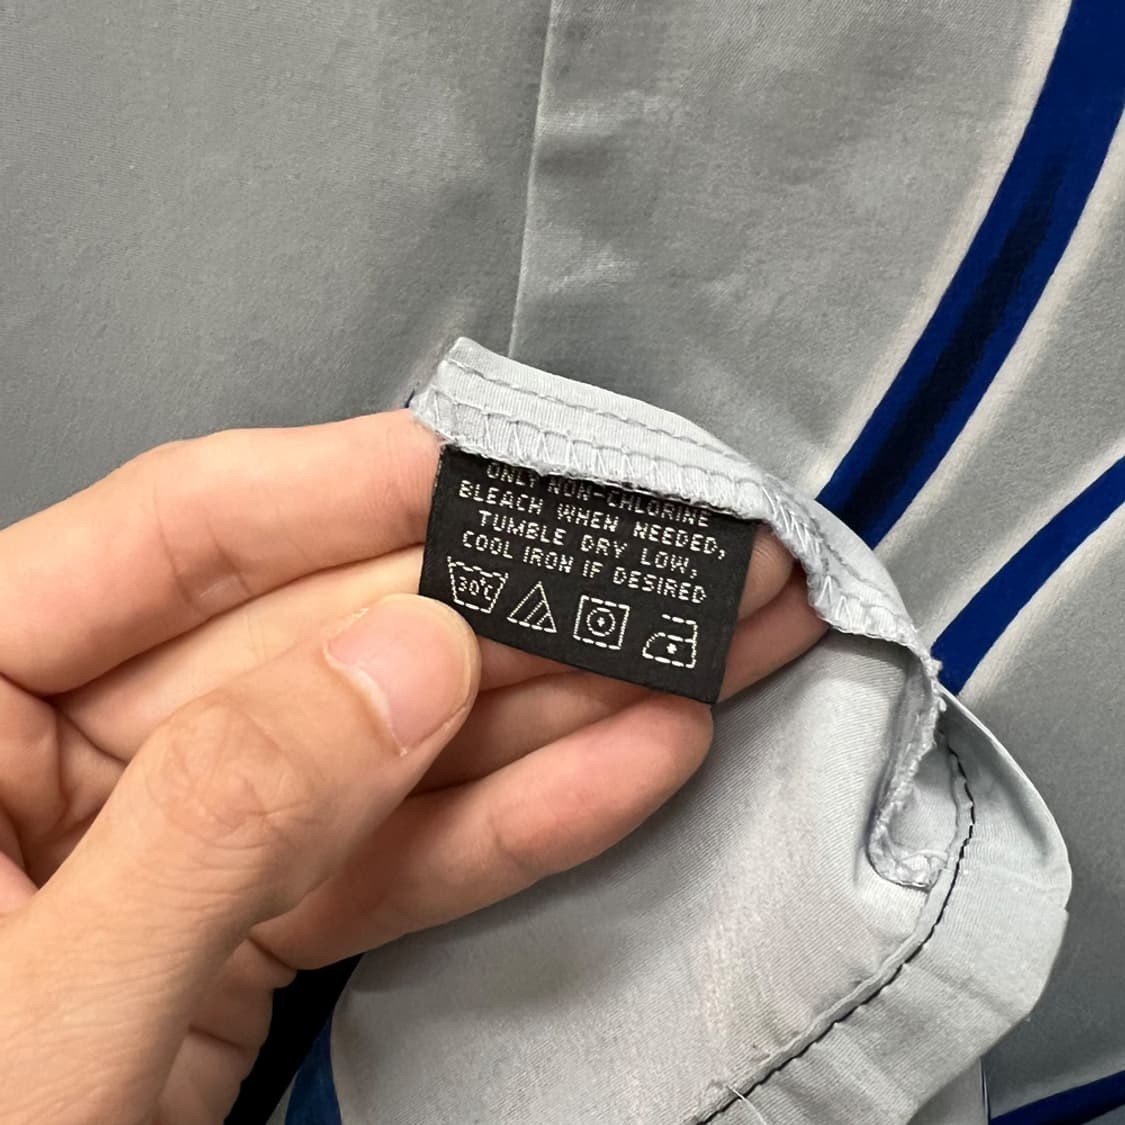 ONLY NON-CHLORINE
BLEACH WHEN NEEDED,
TUMBLE DRY LOW,
COOL IRON IF DESIRED
30°C